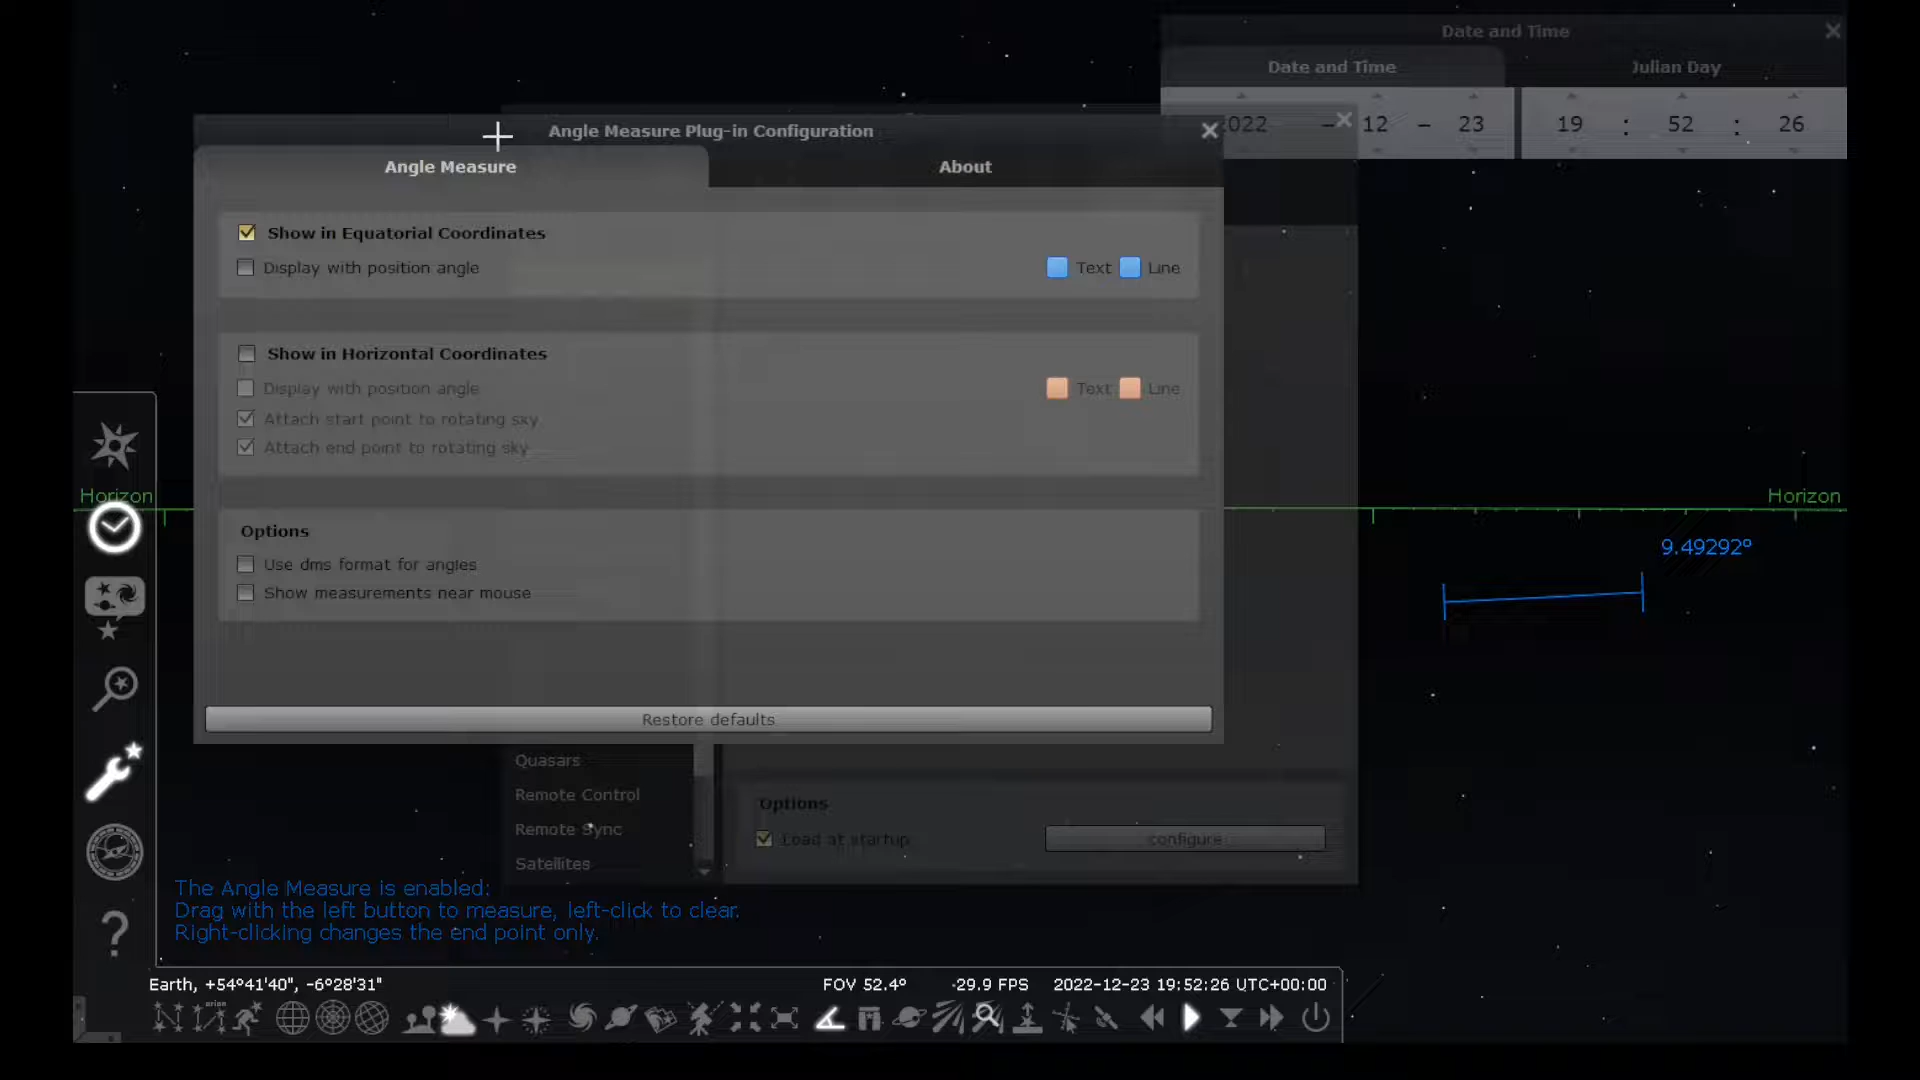 Date and Time
Date and Time
Julian Day
2022 – 12 – 23
19 : 52 : 26
Angle Measure Plug-in Configuration
Angle Measure
About
Show in Equatorial Coordinates
Display with position angle
Text
Line
Show in Horizontal Coordinates
Display with position angle
Text
Line
Attach start point to rotating sky
Attach end point to rotating sky
Horizon
Horizon
9.49292°
Options
Use dms format for angles
Show measurements near mouse
Restore defaults
Quasars
Remote Control
Remote Sync
Satellites
Options
Load at startup
configure
The Angle Measure is enabled:
Drag with the left button to measure, left-click to clear.
Right-clicking changes the end point only.
Earth, +54°41'40", -6°28'31"
FOV 52.4°
-29.9 FPS
2022-12-23 19:52:26 UTC+00:00